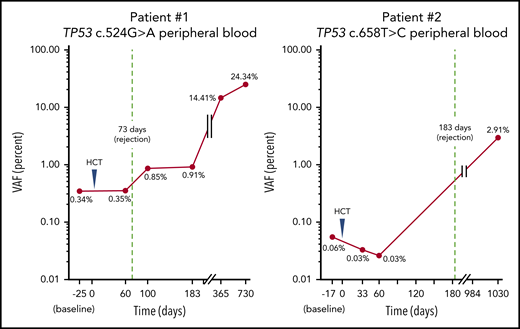 Patient #1
TP53 c.524G>A peripheral blood
100.00
10.00
1.00
0.10
0.01
VAF (percent)
73 days
(rejection)
HCT
0.34%
0.35%
0.85%
0.91%
14.41%
24.34%
-25 0 60 100 183 365 730
(baseline)
Time (days)
Patient #2
TP53 c.658T>C peripheral blood
100.00
10.00
1.00
0.10
0.01
VAF (percent)
183 days
(rejection)
HCT
0.06%
0.03%
0.03%
2.91%
-17 0 33 60 120 180 984 1030
(baseline)
Time (days)